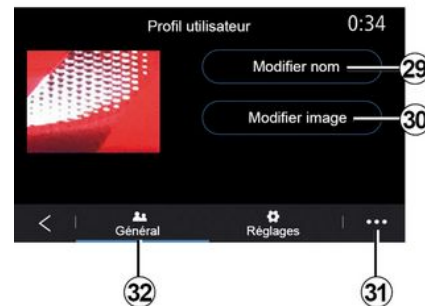 Profil utilisateur 0:34
Modifier nom 29
Modifier image 30
Général Réglages
32 31